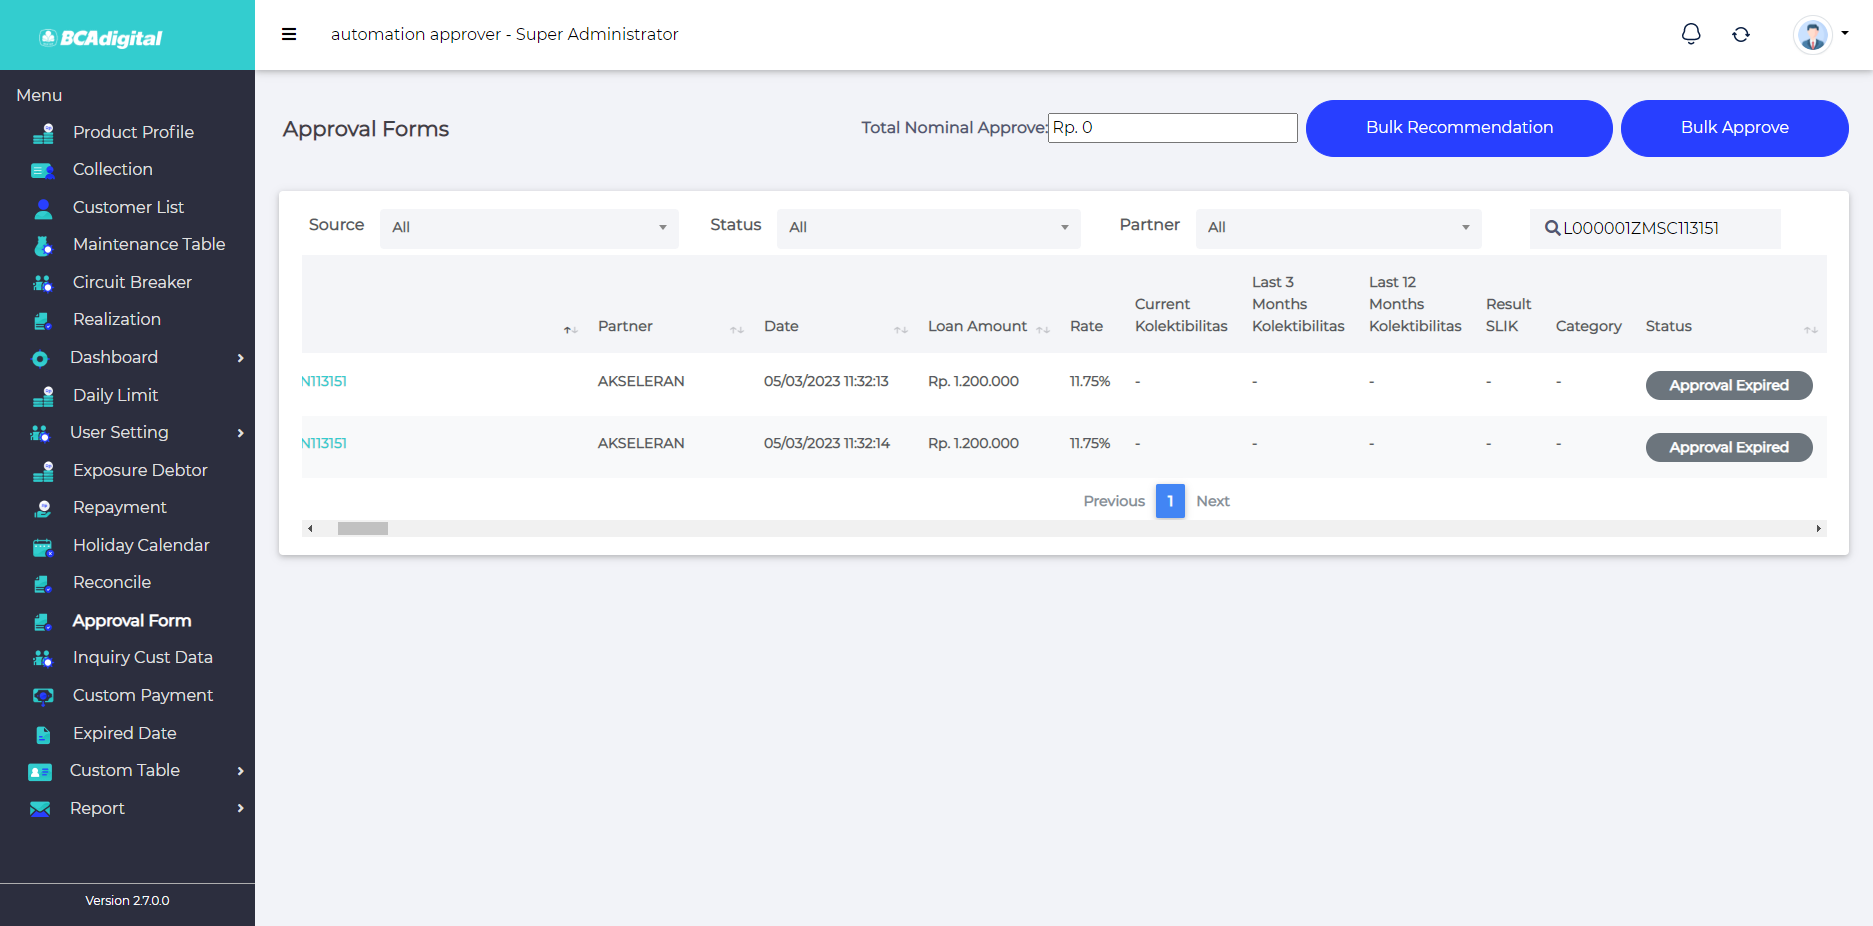 BCAdigital
automation approver - Super Administrator
Menu
Product Profile
Collection
Customer List
Maintenance Table
Circuit Breaker
Realization
Dashboard
Daily Limit
User Setting
Exposure Debtor
Repayment
Holiday Calendar
Reconcile
Approval Form
Inquiry Cust Data
Custom Payment
Expired Date
Custom Table
Report
Version 2.7.0.0
Approval Forms
Total Nominal Approve: Rp. 0
Bulk Recommendation
Bulk Approve
Source All
Status All
Partner All
L000001ZMSC113151
Partner
Date
Loan Amount
Rate
Current
Kolektibilitas
Last 3
Months
Kolektibilitas
Last 12
Months
Kolektibilitas
Result
SLIK
Category
Status
N113151 AKSELERAN 05/03/2023 11:32:13 Rp. 1.200.000 11.75% - - - - - Approval Expired
N113151 AKSELERAN 05/03/2023 11:32:14 Rp. 1.200.000 11.75% - - - - - Approval Expired
Previous 1 Next